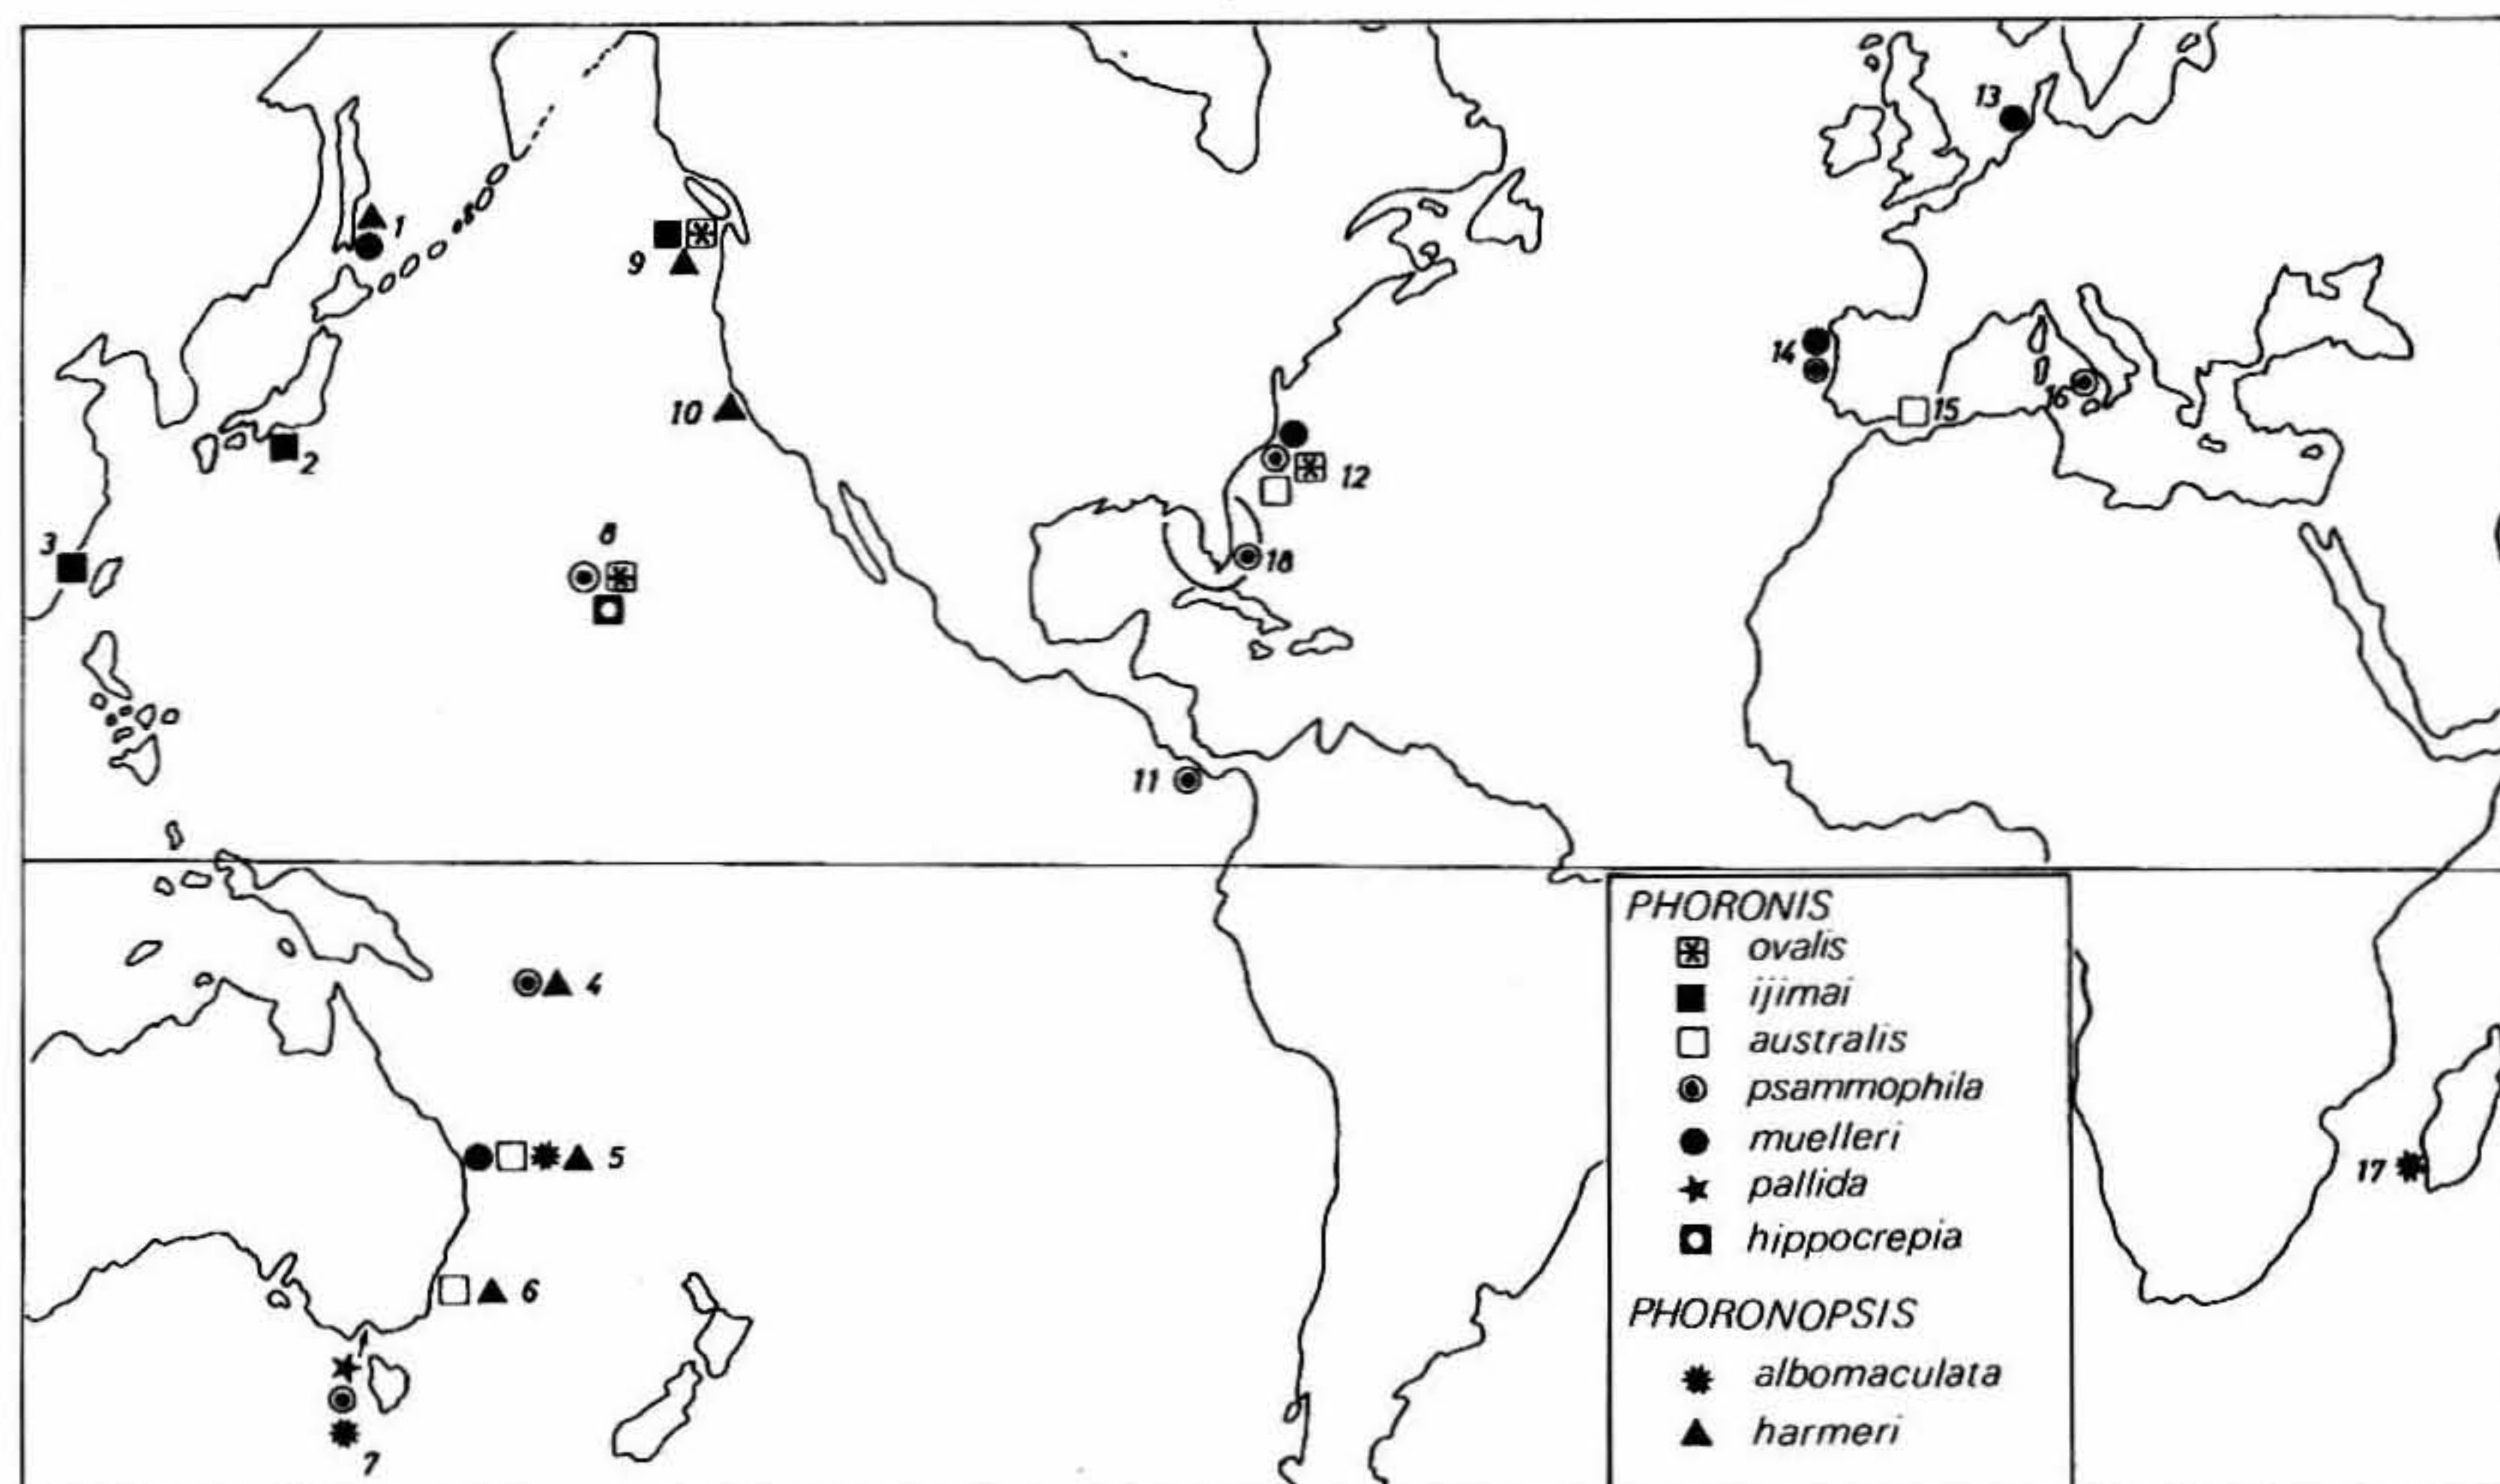 13
1
9
14
10
15
16
2
12
3
8
18
11
4
PHORONIS
ovalis
ijimai
australis
psammophila
muelleri
pallida
hippocrepia
PHORONOPSIS
albomaculata
harmeri
5
17
6
7